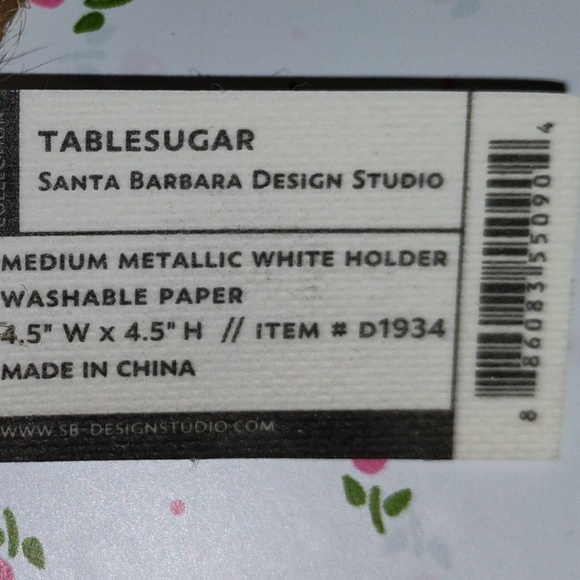 TABLESUGAR
SANTA BARBARA DESIGN STUDIO
MEDIUM METALLIC WHITE HOLDER
WASHABLE PAPER
4.5" W x 4.5" H // ITEM # D1934
MADE IN CHINA
WWW.SB-DESIGNSTUDIO.COM
8 86083 55090 4